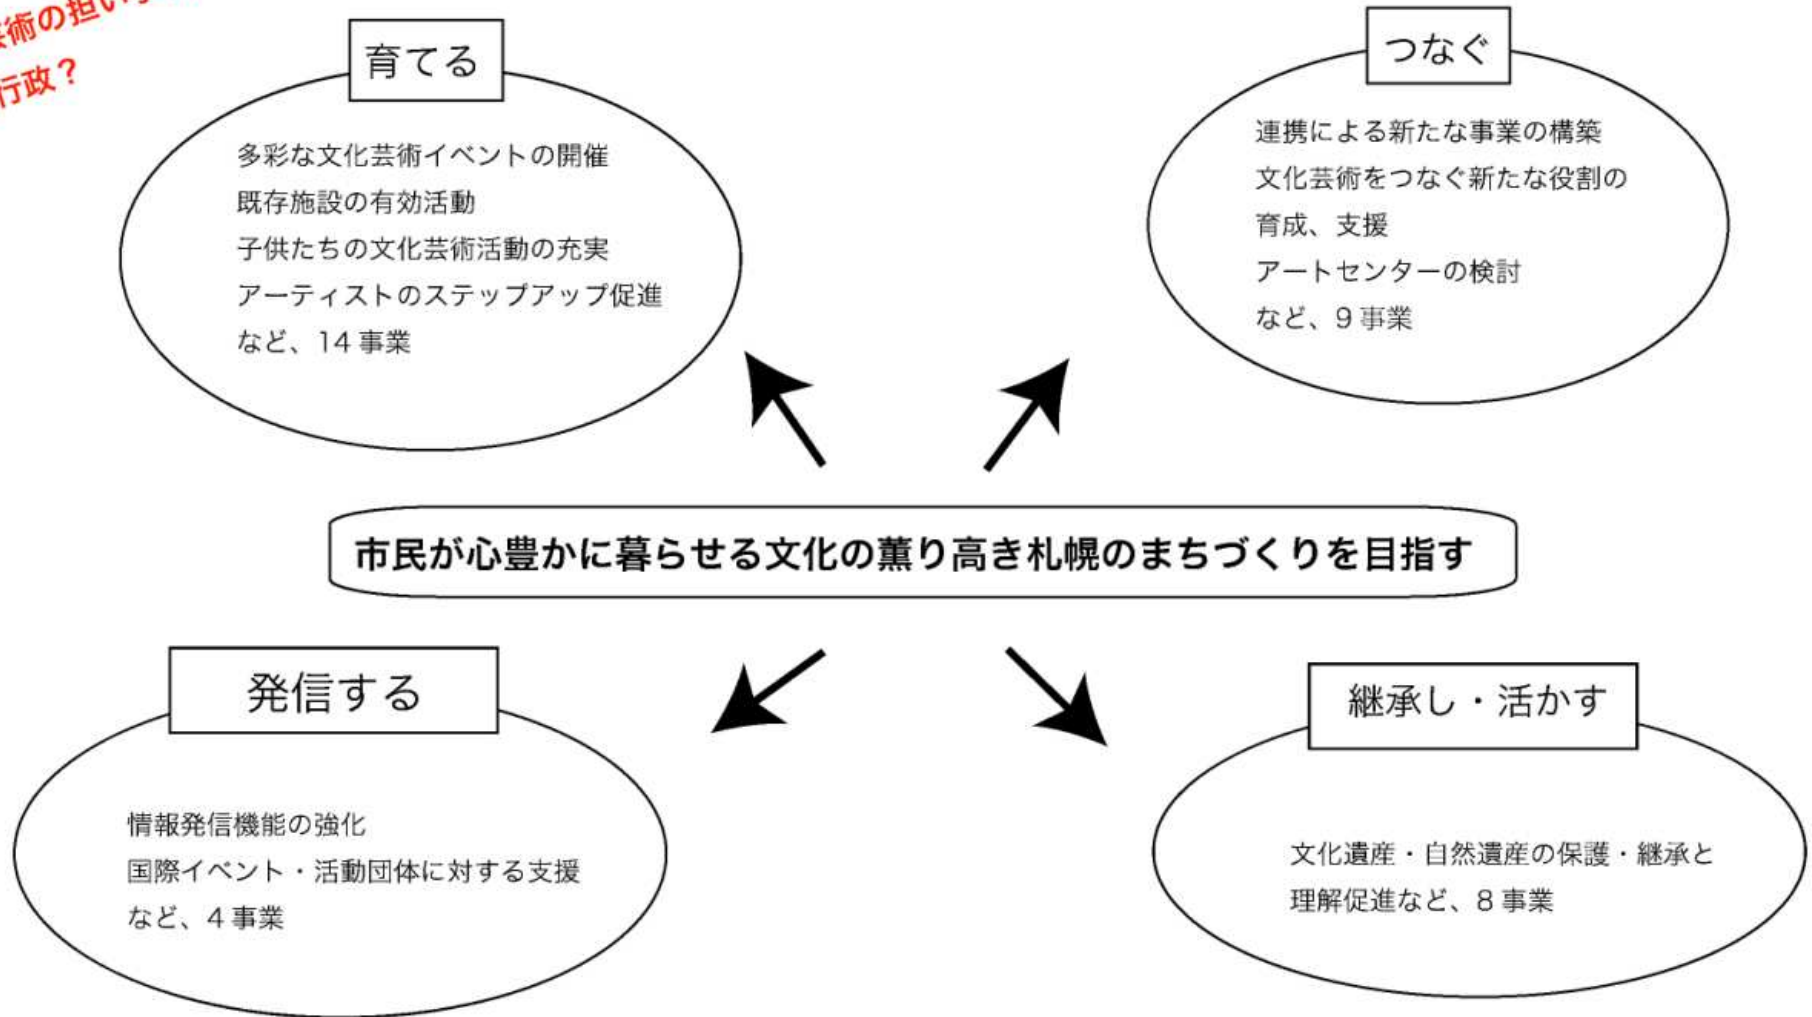 術の担い
行政？
育てる
多彩な文化芸術イベントの開催
既存施設の有効活動
子供たちの文化芸術活動の充実
アーティストのステップアップ促進
など、14 事業
つなぐ
連携による新たな事業の構築
文化芸術をつなぐ新たな役割の
育成、支援
アートセンターの検討
など、9 事業
市民が心豊かに暮らせる文化の薫り高き札幌のまちづくりを目指す
発信する
情報発信機能の強化
国際イベント・活動団体に対する支援
など、4 事業
継承し・活かす
文化遺産・自然遺産の保護・継承と
理解促進など、8 事業